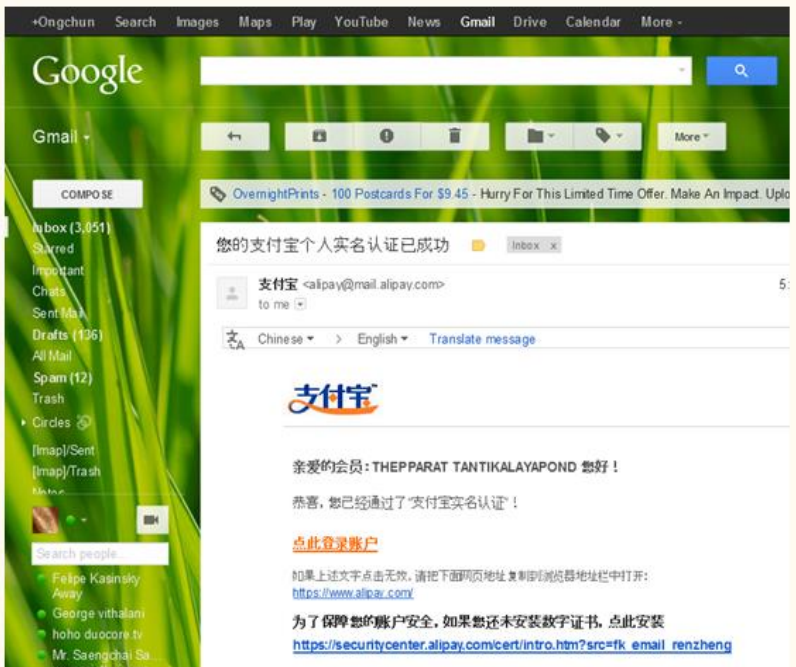 +Ongchun Search Images Maps Play YouTube News Gmail Drive Calendar More
Google
Gmail
More
COMPOSE
OvernightPrints - 100 Postcards For $9.45 - Hurry For This Limited Time Offer. Make An Impact. Uplo
Inbox (3,051)
Starred
Important
Chats
Sent Mail
Drafts (136)
All Mail
Spam (12)
Trash
Circles
[Imap]/Sent
[Imap]/Trash
Notes
Search people...
Felipe Kasinsky
Away
George vithalani
hoho duocore.tv
Mr. Saengchai Sa...
您的支付宝个人实名认证已成功 Inbox x
支付宝 <alipay@mail.alipay.com> 5:
to me
Chinese > English Translate message
支付宝™
亲爱的会员:THEPPARAT TANTIKALAYAPOND 您好!
恭喜,您已经通过了“支付宝实名认证”!
点此登录账户
如果上述文字点击无效,请把下面网页地址复制到浏览器地址栏中打开:
https://www.alipay.com/
为了保障您的账户安全,如果您还未安装数字证书,点此安装
https://securitycenter.alipay.com/cert/intro.htm?src=fk_email_renzheng